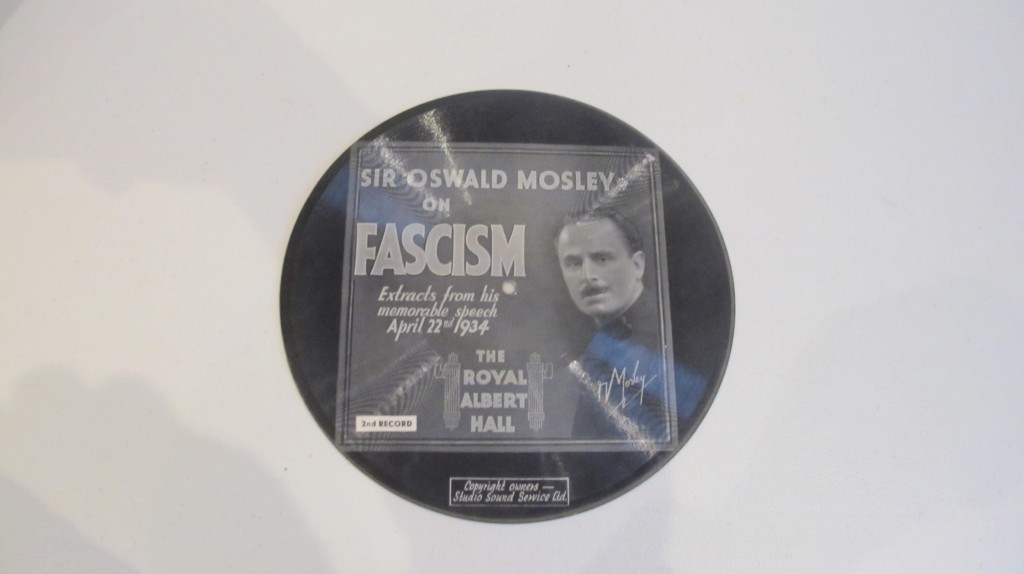 SIR OSWALD MOSLEY
ON
FASCISM
Extracts from his
memorable speech
April 22nd 1934
THE
ROYAL
ALBERT
HALL
Mosley
2nd RECORD
Copyright owners —
Studio Sound Service Ltd.